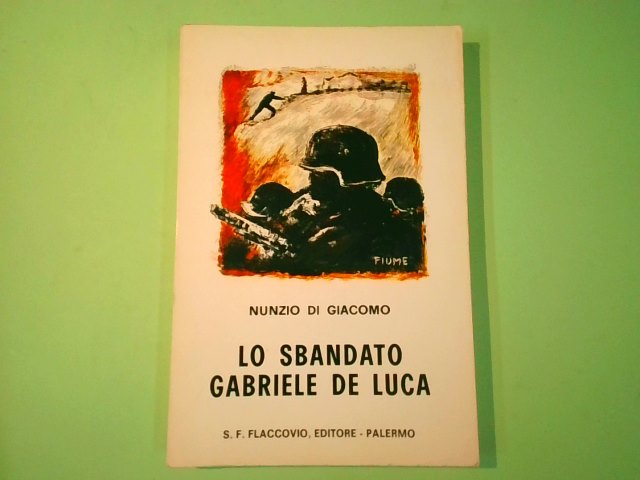 FIUME
NUNZIO DI GIACOMO
LO SBANDATO
GABRIELE DE LUCA
S. F. FLACCOVIO, EDITORE - PALERMO